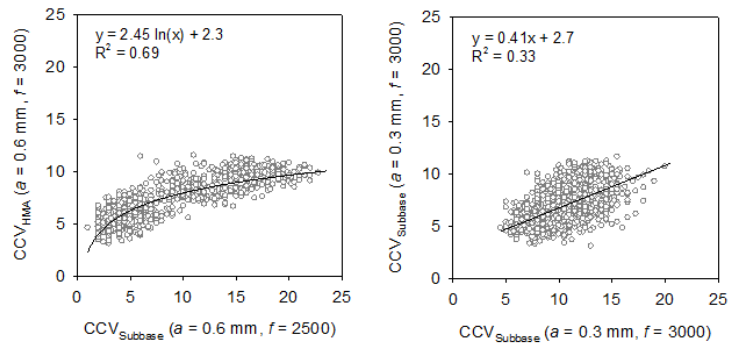 y = 2.45 ln(x) + 2.3
R² = 0.69
25
20
15
10
5
0
0 5 10 15 20 25
CCV_HMA (a = 0.6 mm, f = 3000)
CCV_Subbase (a = 0.6 mm, f = 2500)
y = 0.41x + 2.7
R² = 0.33
25
20
15
10
5
0
0 5 10 15 20 25
CCV_Subbase (a = 0.3 mm, f = 3000)
CCV_Subbase (a = 0.3 mm, f = 3000)